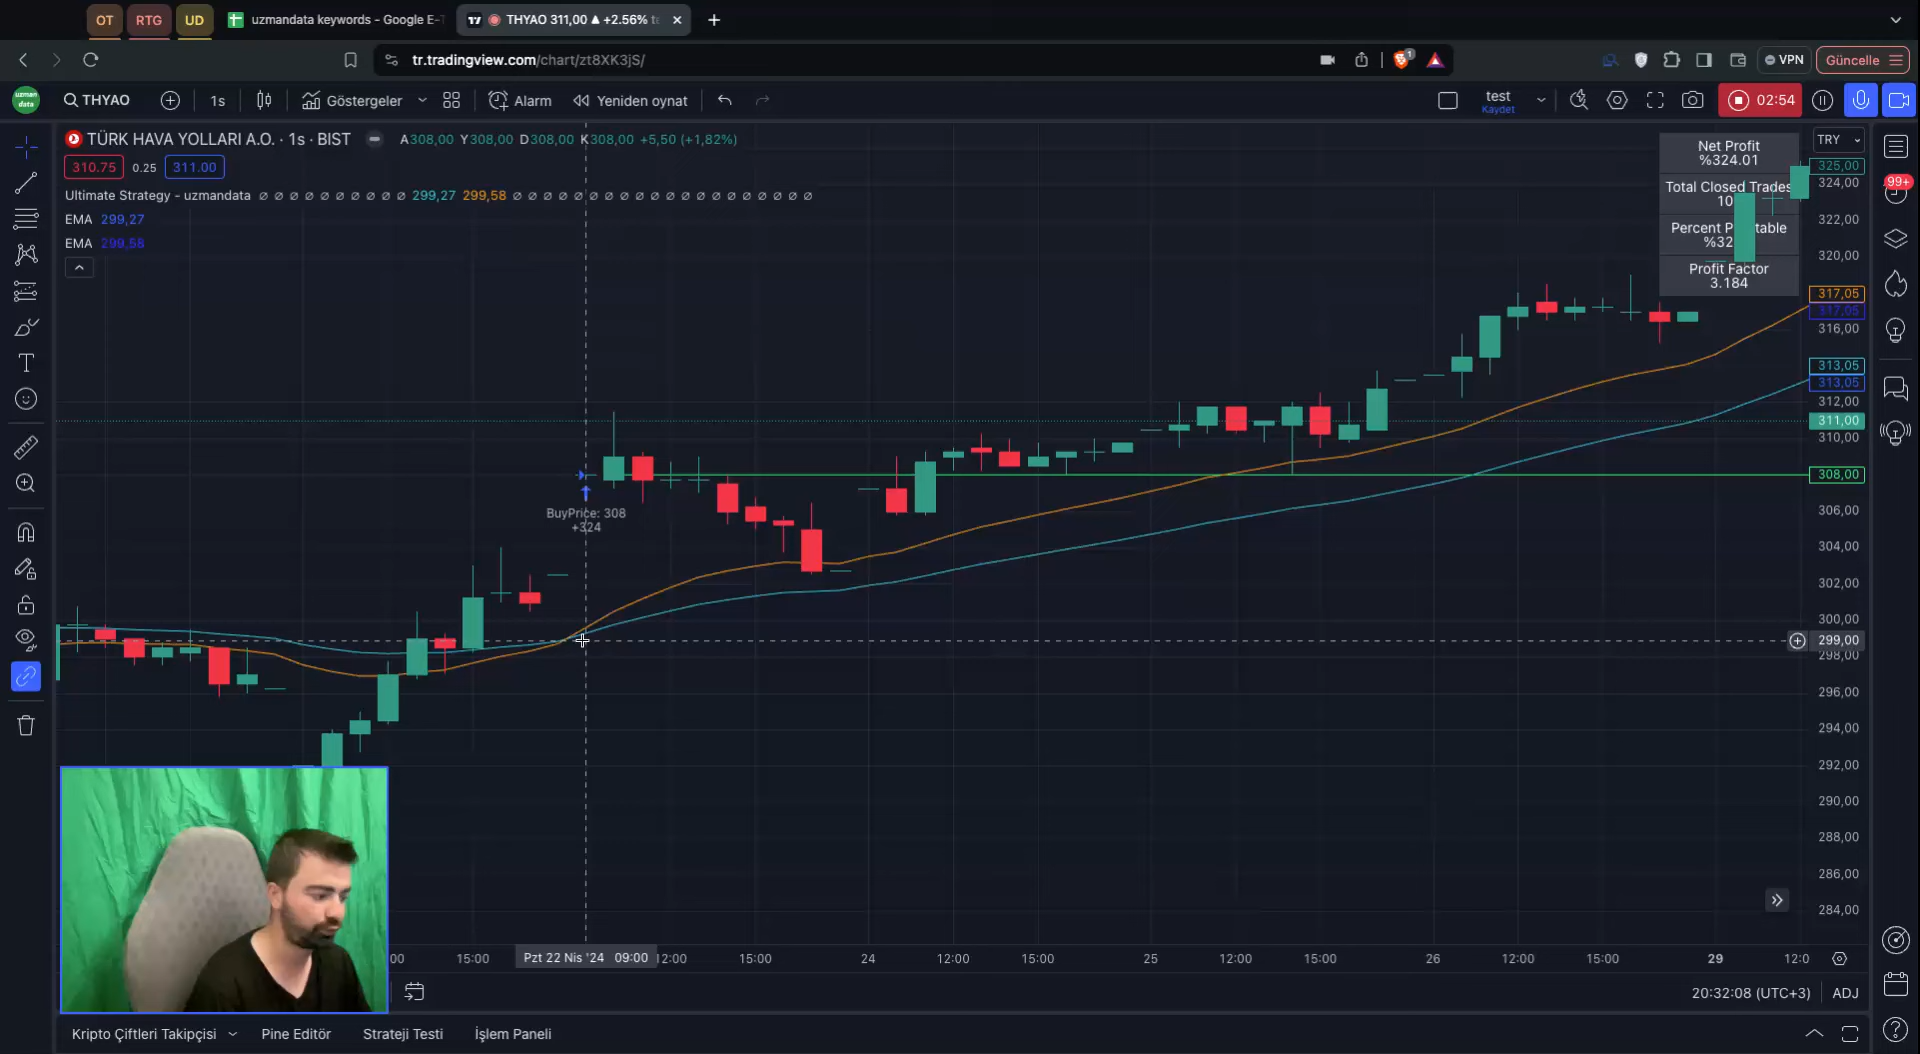 OT RTG UD uzmandata keywords - Google E- THYAO 311,00 ▲ +2.56%
tr.tradingview.com/chart/zt8XK3jS/ 1 VPN Güncelle
uzman data THYAO 1s Göstergeler Alarm Yeniden oynat test Kaydet 02:54
TÜRK HAVA YOLLARI A.O. · 1s · BIST A308,00 Y308,00 D308,00 K308,00 +5,50 (+1,82%)
310.75 0.25 311.00
Ultimate Strategy - uzmandata ∅ ∅ ∅ ∅ ∅ ∅ ∅ ∅ ∅ ∅ ∅ 299,27 299,58 ∅ ∅ ∅ ∅ ∅ ∅ ∅ ∅ ∅ ∅ ∅ ∅ ∅ ∅ ∅ ∅ ∅ ∅ ∅ ∅
EMA 299,27
EMA 299,58
Net Profit
%324.01
Total Closed Trades
Profit Factor
3.184
TRY
99+
325,00
324,00
322,00
320,00
317,05
317,05
316,00
313,05
313,05
312,00
311,00
310,00
308,00
306,00
304,00
302,00
300,00
299,00
298,00
296,00
294,00
292,00
290,00
288,00
286,00
284,00
BuyPrice: 308
+324
15:00 Pzt 22 Nis '24 09:00 12:00 15:00 24 12:00 15:00 25 12:00 15:00 26 12:00 15:00 29 12:0
20:32:08 (UTC+3) ADJ
Kripto Çiftleri Takipçisi Pine Editör Strateji Testi İşlem Paneli